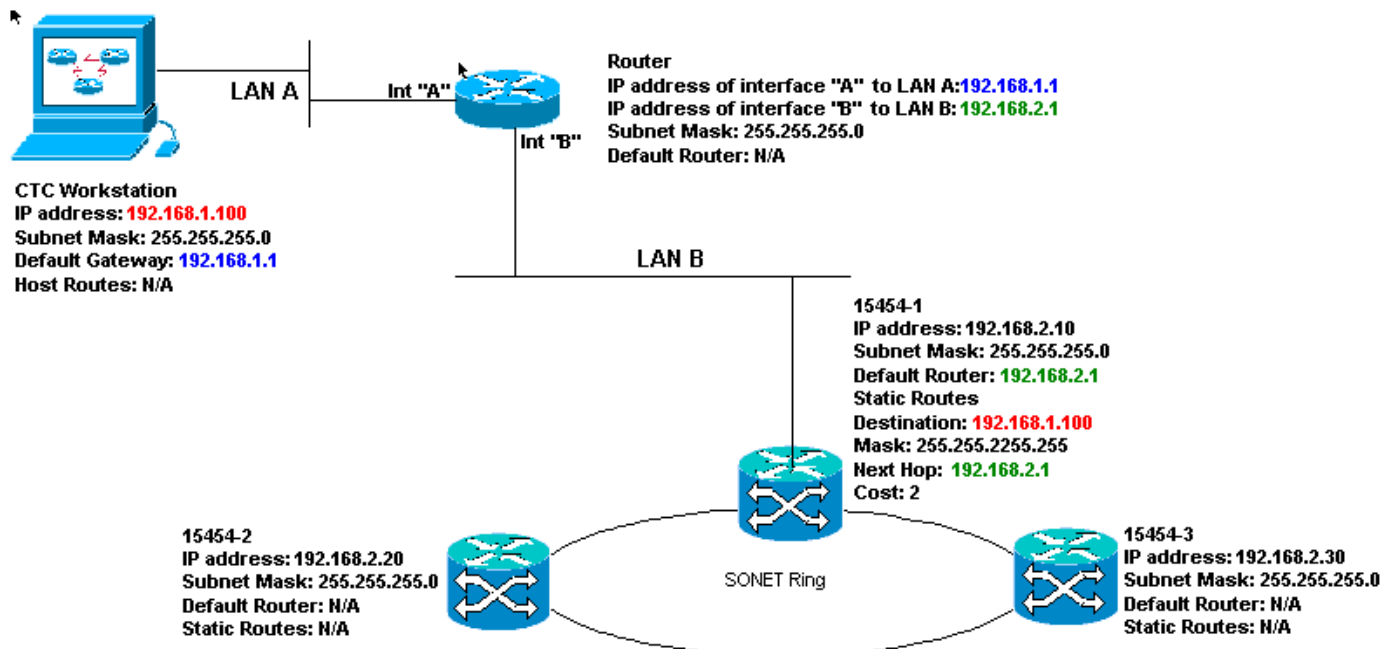 LAN A
Int "A"
Int "B"
Router
IP address of interface "A" to LAN A:192.168.1.1
IP address of interface "B" to LAN B: 192.168.2.1
Subnet Mask: 255.255.255.0
Default Router: N/A
CTC Workstation
IP address: 192.168.1.100
Subnet Mask: 255.255.255.0
Default Gateway: 192.168.1.1
Host Routes: N/A
LAN B
15454-1
IP address: 192.168.2.10
Subnet Mask: 255.255.255.0
Default Router: 192.168.2.1
Static Routes
Destination: 192.168.1.100
Mask: 255.255.2255.255
Next Hop: 192.168.2.1
Cost: 2
15454-2
IP address: 192.168.2.20
Subnet Mask: 255.255.255.0
Default Router: N/A
Static Routes: N/A
SONET Ring
15454-3
IP address: 192.168.2.30
Subnet Mask: 255.255.255.0
Default Router: N/A
Static Routes: N/A